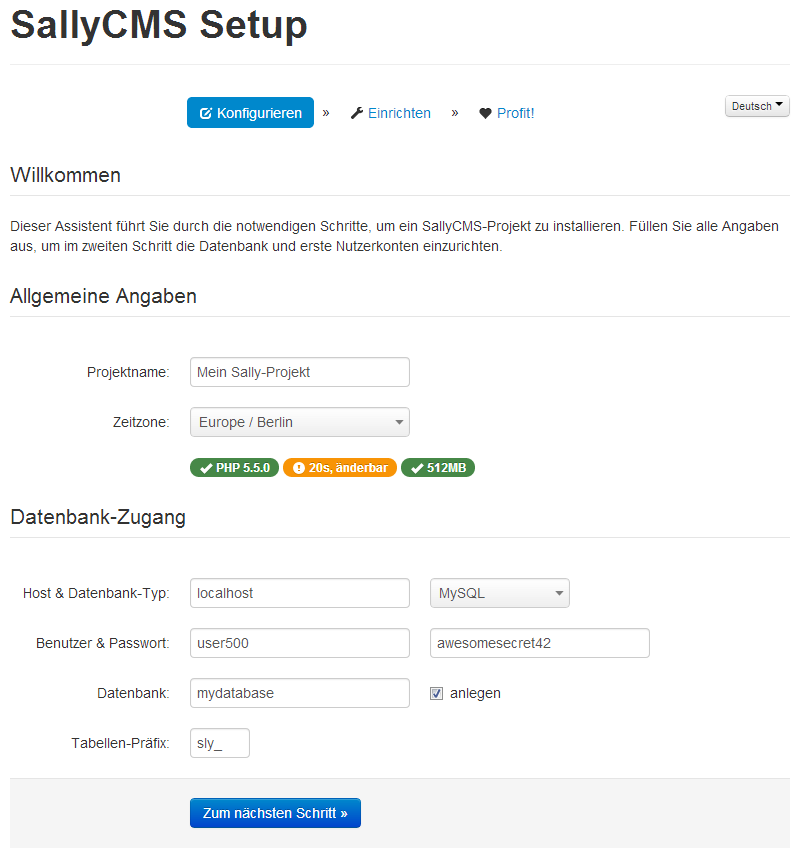 SallyCMS Setup
Konfigurieren » Einrichten » Profit! Deutsch
Willkommen
Dieser Assistent führt Sie durch die notwendigen Schritte, um ein SallyCMS-Projekt zu installieren. Füllen Sie alle Angaben
aus, um im zweiten Schritt die Datenbank und erste Nutzerkonten einzurichten.
Allgemeine Angaben
Projektname: Mein Sally-Projekt
Zeitzone: Europe / Berlin
PHP 5.5.0 20s, änderbar 512MB
Datenbank-Zugang
Host & Datenbank-Typ: localhost MySQL
Benutzer & Passwort: user500 awesomesecret42
Datenbank: mydatabase anlegen
Tabellen-Präfix: sly_
Zum nächsten Schritt »